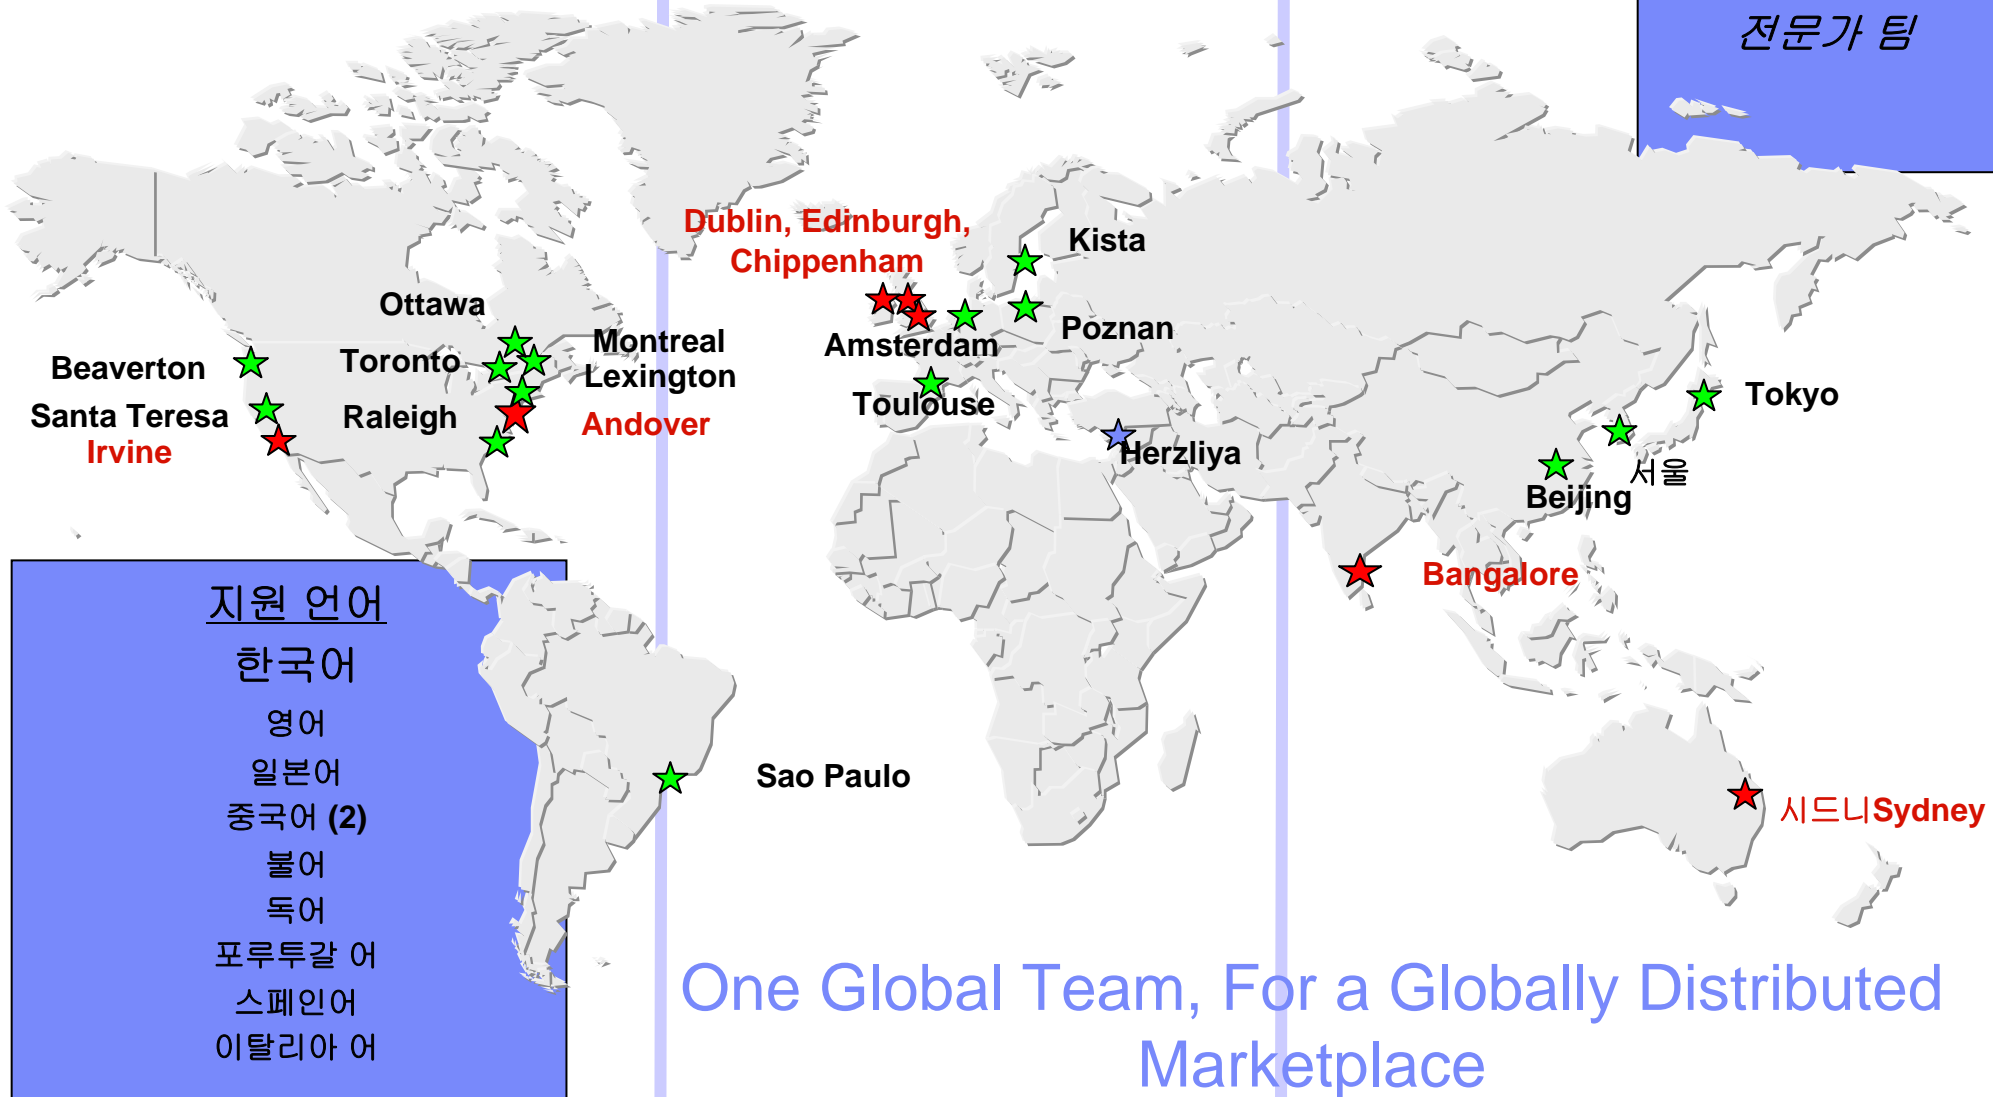 전문가 팀
Dublin, Edinburgh,
Chippenham
Kista
Ottawa
Poznan
Montreal
Amsterdam
Beaverton
Toronto
Lexington
Toulouse
Tokyo
Santa Teresa
Raleigh
Andover
Irvine
Herzliya
서울
Beijing
Bangalore
지원 언어
한국어
영어
일본어
중국어 (2)
불어
독어
포루투갈 어
스페인어
이탈리아 어
Sao Paulo
시드니Sydney
One Global Team, For a Globally Distributed
Marketplace